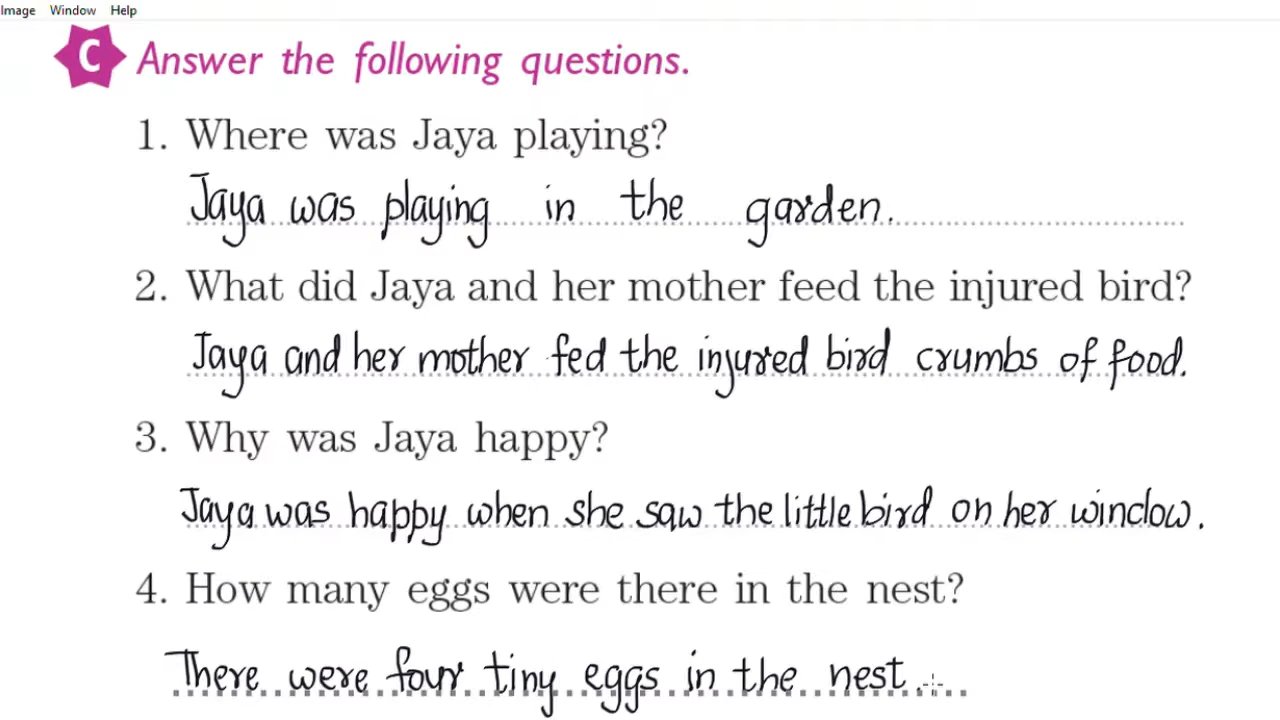 Image Window Help
C Answer the following questions.
1. Where was Jaya playing?
Jaya was playing in the garden.
2. What did Jaya and her mother feed the injured bird?
Jaya and her mother fed the injured bird crumbs of food.
3. Why was Jaya happy?
Jaya was happy when she saw the little bird on her window.
4. How many eggs were there in the nest?
There were four tiny eggs in the nest.